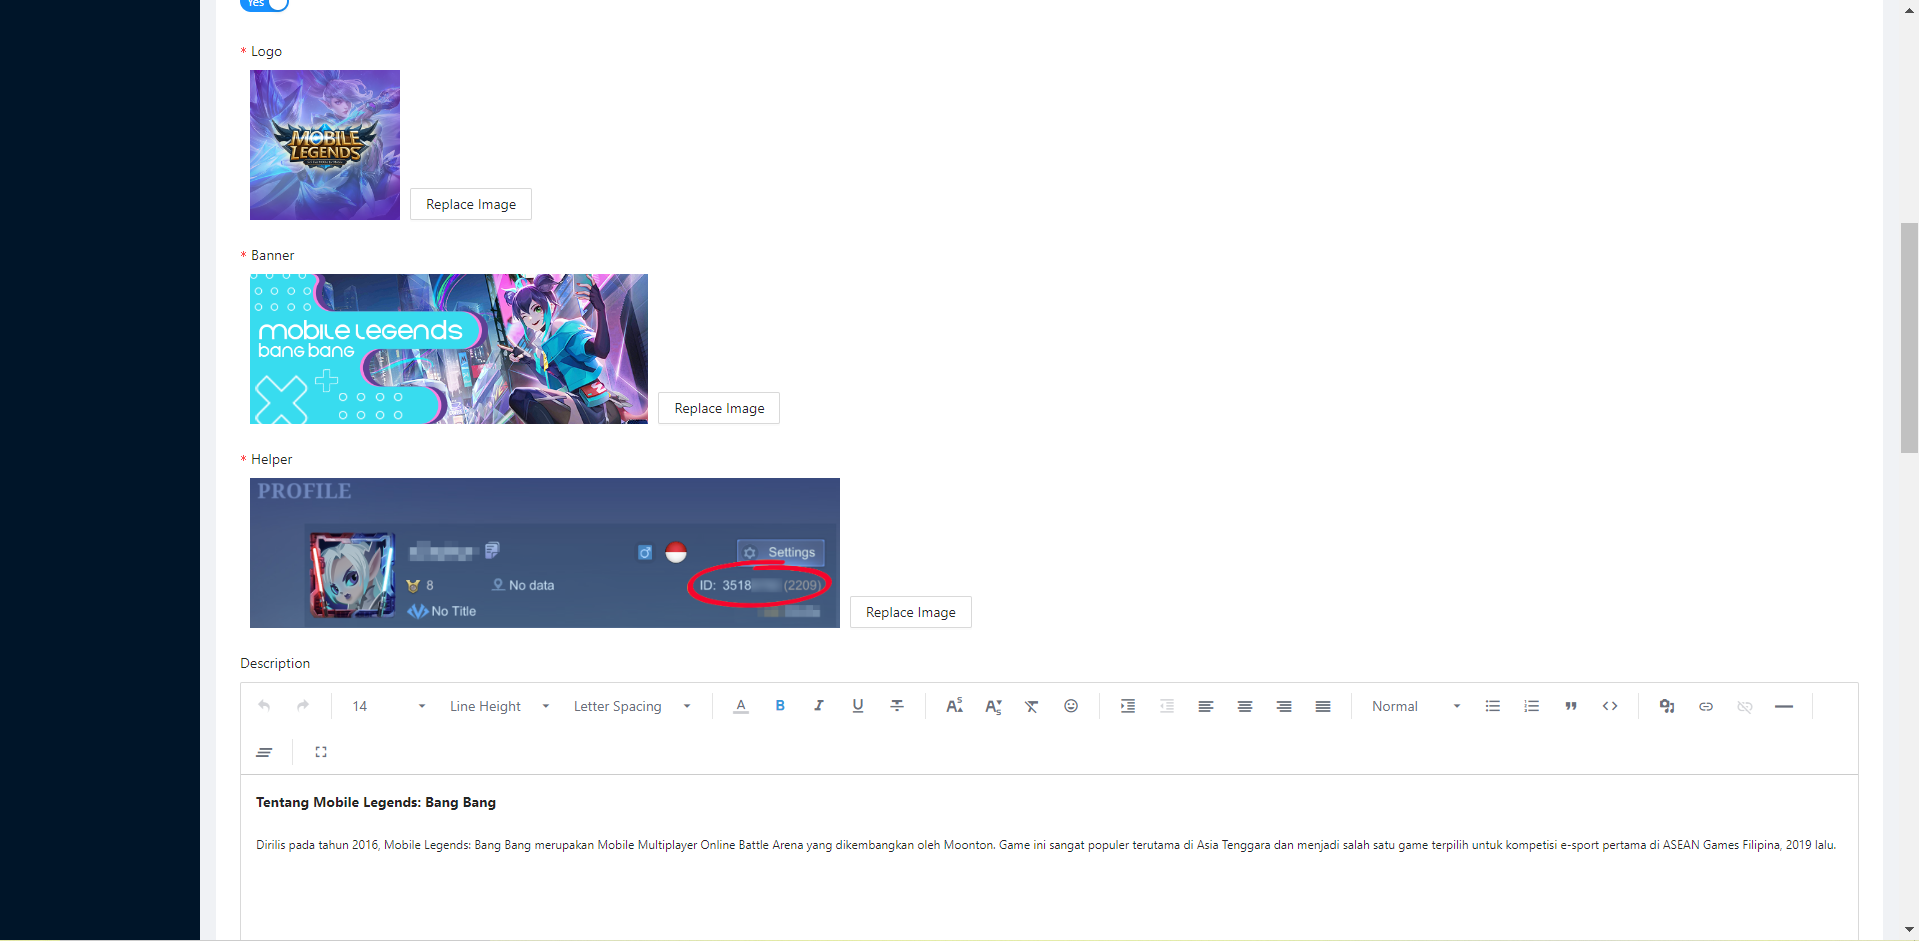 Yes
* Logo
MOBILE
LEGENDS
Replace Image
* Banner
mobile legends
bang bang
Replace Image
* Helper
PROFILE
Settings
8
No data
ID: 3518 (2209)
No Title
Replace Image
Description
14 Line Height Letter Spacing A B I U S A A Normal
Tentang Mobile Legends: Bang Bang
Dirilis pada tahun 2016, Mobile Legends: Bang Bang merupakan Mobile Multiplayer Online Battle Arena yang dikembangkan oleh Moonton. Game ini sangat populer terutama di Asia Tenggara dan menjadi salah satu game terpilih untuk kompetisi e-sport pertama di ASEAN Games Filipina, 2019 lalu.